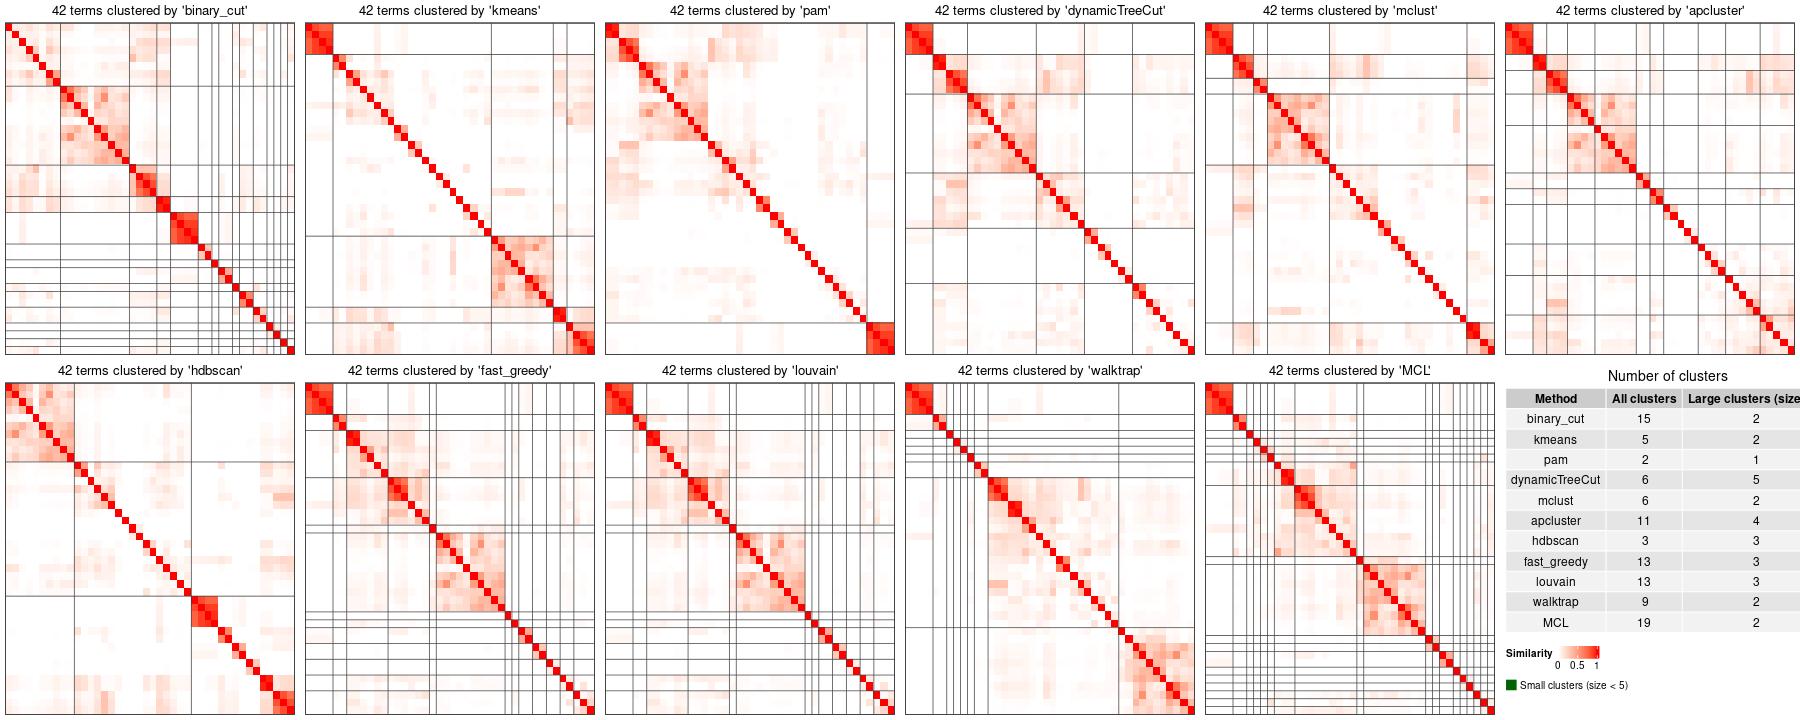 42 terms clustered by 'binary_cut'
42 terms clustered by 'kmeans'
42 terms clustered by 'pam'
42 terms clustered by 'dynamicTreeCut'
42 terms clustered by 'mclust'
42 terms clustered by 'apcluster'
42 terms clustered by 'hdbscan'
42 terms clustered by 'fast_greedy'
42 terms clustered by 'louvain'
42 terms clustered by 'walktrap'
42 terms clustered by 'MCL'
Number of clusters
Method All clusters Large clusters (size
binary_cut 15 2
kmeans 5 2
pam 2 1
dynamicTreeCut 6 5
mclust 6 2
apcluster 11 4
hdbscan 3 3
fast_greedy 13 3
louvain 13 3
walktrap 9 2
MCL 19 2
Similarity
0 0.5 1
Small clusters (size < 5)